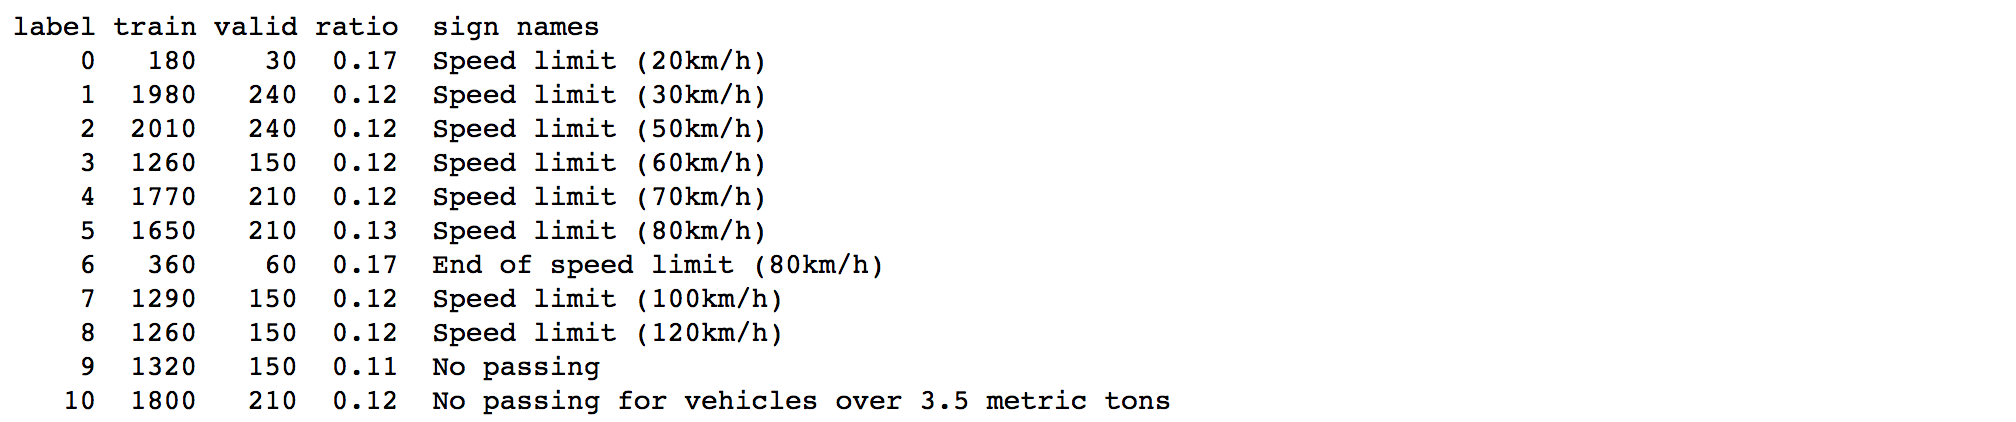 label train valid ratio  sign names
    0   180    30  0.17  Speed limit (20km/h)
    1  1980   240  0.12  Speed limit (30km/h)
    2  2010   240  0.12  Speed limit (50km/h)
    3  1260   150  0.12  Speed limit (60km/h)
    4  1770   210  0.12  Speed limit (70km/h)
    5  1650   210  0.13  Speed limit (80km/h)
    6   360    60  0.17  End of speed limit (80km/h)
    7  1290   150  0.12  Speed limit (100km/h)
    8  1260   150  0.12  Speed limit (120km/h)
    9  1320   150  0.11  No passing
   10  1800   210  0.12  No passing for vehicles over 3.5 metric tons